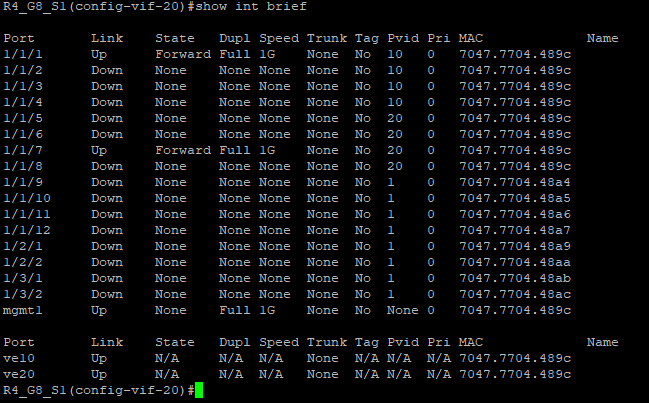 R4_G8_S1(config-vif-20)#show int brief
Port Link State Dupl Speed Trunk Tag Pvid Pri MAC Name
1/1/1 Up Forward Full 1G None No 10 0 7047.7704.489c
1/1/2 Down None None None None No 10 0 7047.7704.489c
1/1/3 Down None None None None No 10 0 7047.7704.489c
1/1/4 Down None None None None No 10 0 7047.7704.489c
1/1/5 Down None None None None No 20 0 7047.7704.489c
1/1/6 Down None None None None No 20 0 7047.7704.489c
1/1/7 Up Forward Full 1G None No 20 0 7047.7704.489c
1/1/8 Down None None None None No 20 0 7047.7704.489c
1/1/9 Down None None None None No 1 0 7047.7704.48a4
1/1/10 Down None None None None No 1 0 7047.7704.48a5
1/1/11 Down None None None None No 1 0 7047.7704.48a6
1/1/12 Down None None None None No 1 0 7047.7704.48a7
1/2/1 Down None None None None No 1 0 7047.7704.48a9
1/2/2 Down None None None None No 1 0 7047.7704.48aa
1/3/1 Down None None None None No 1 0 7047.7704.48ab
1/3/2 Down None None None None No 1 0 7047.7704.48ac
mgmt1 Up None Full 1G None No None 0 7047.7704.489c
Port Link State Dupl Speed Trunk Tag Pvid Pri MAC Name
ve10 Up N/A N/A N/A None N/A N/A N/A 7047.7704.489c
ve20 Up N/A N/A N/A None N/A N/A N/A 7047.7704.489c
R4_G8_S1(config-vif-20)#